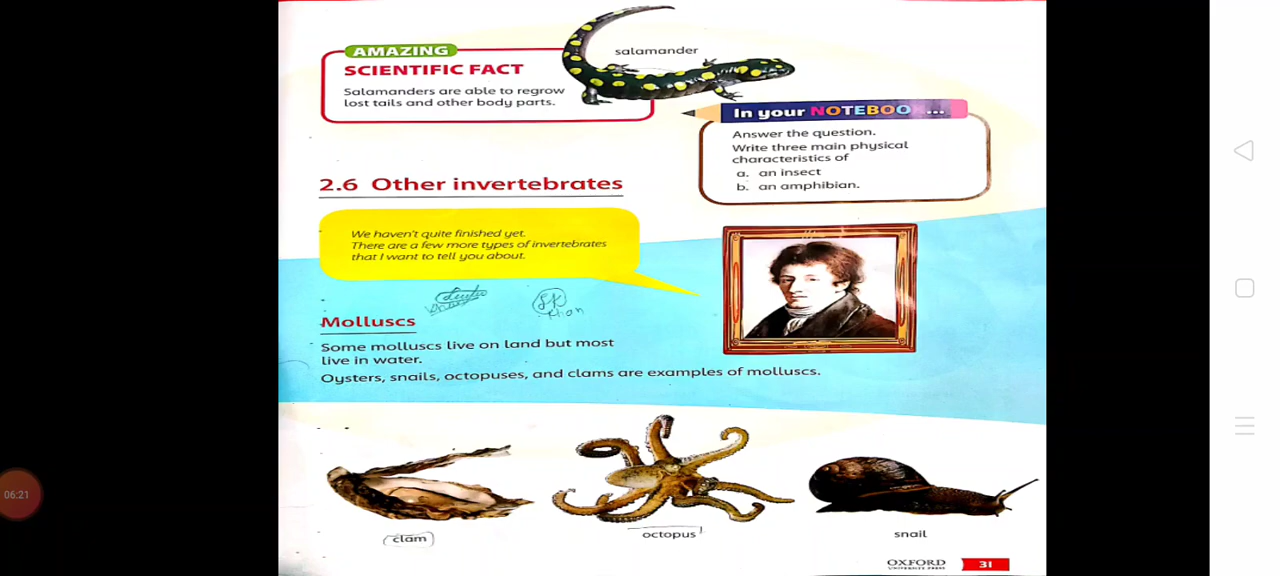 salamander
AMAZING
SCIENTIFIC FACT
Salamanders are able to regrow
lost tails and other body parts.
In your NOTEBOO ...
Answer the question.
Write three main physical
characteristics of
a. an insect
b. an amphibian.
2.6 Other invertebrates
We haven't quite finished yet.
There are a few more types of invertebrates
that I want to tell you about.
Molluscs
Some molluscs live on land but most
live in water.
Oysters, snails, octopuses, and clams are examples of molluscs.
clam
octopus
snail
OXFORD
UNIVERSITY PRESS
31
06:21